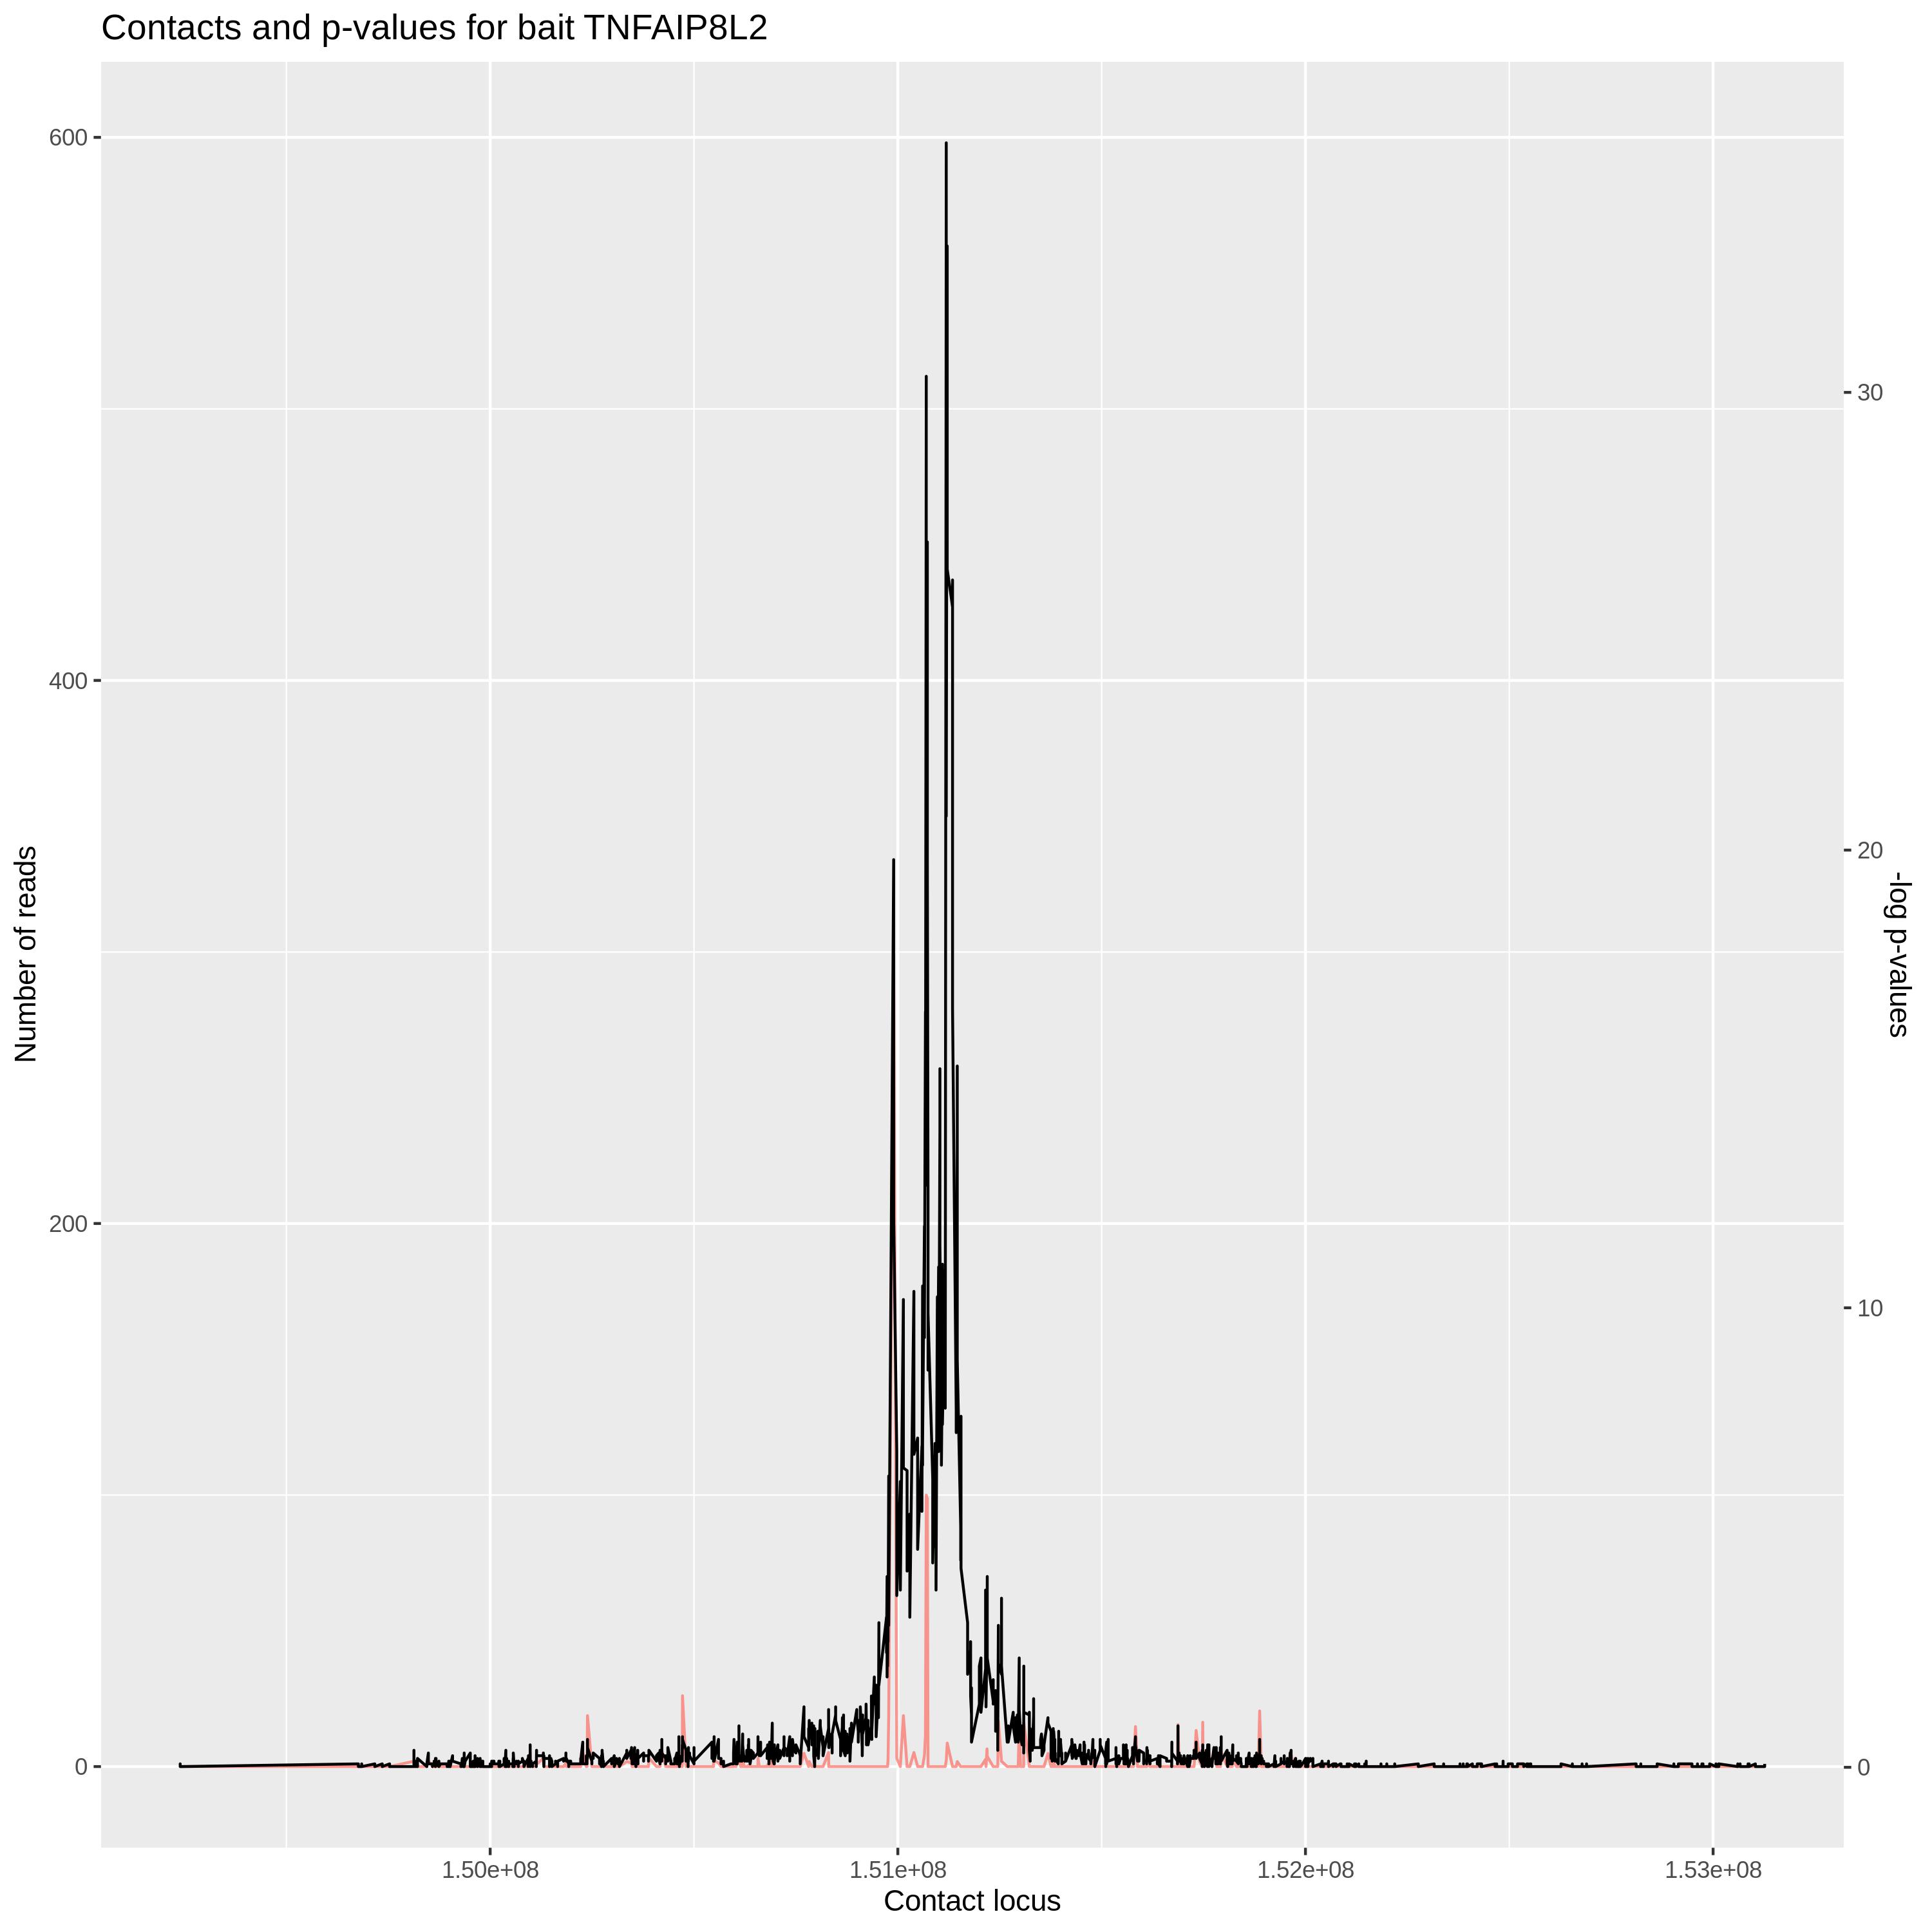 Contacts and p-values for bait TNFAIP8L2
600
400
200
0
Number of reads
30
20
10
0
-log p-values
1.50e+08
1.51e+08
1.52e+08
1.53e+08
Contact locus